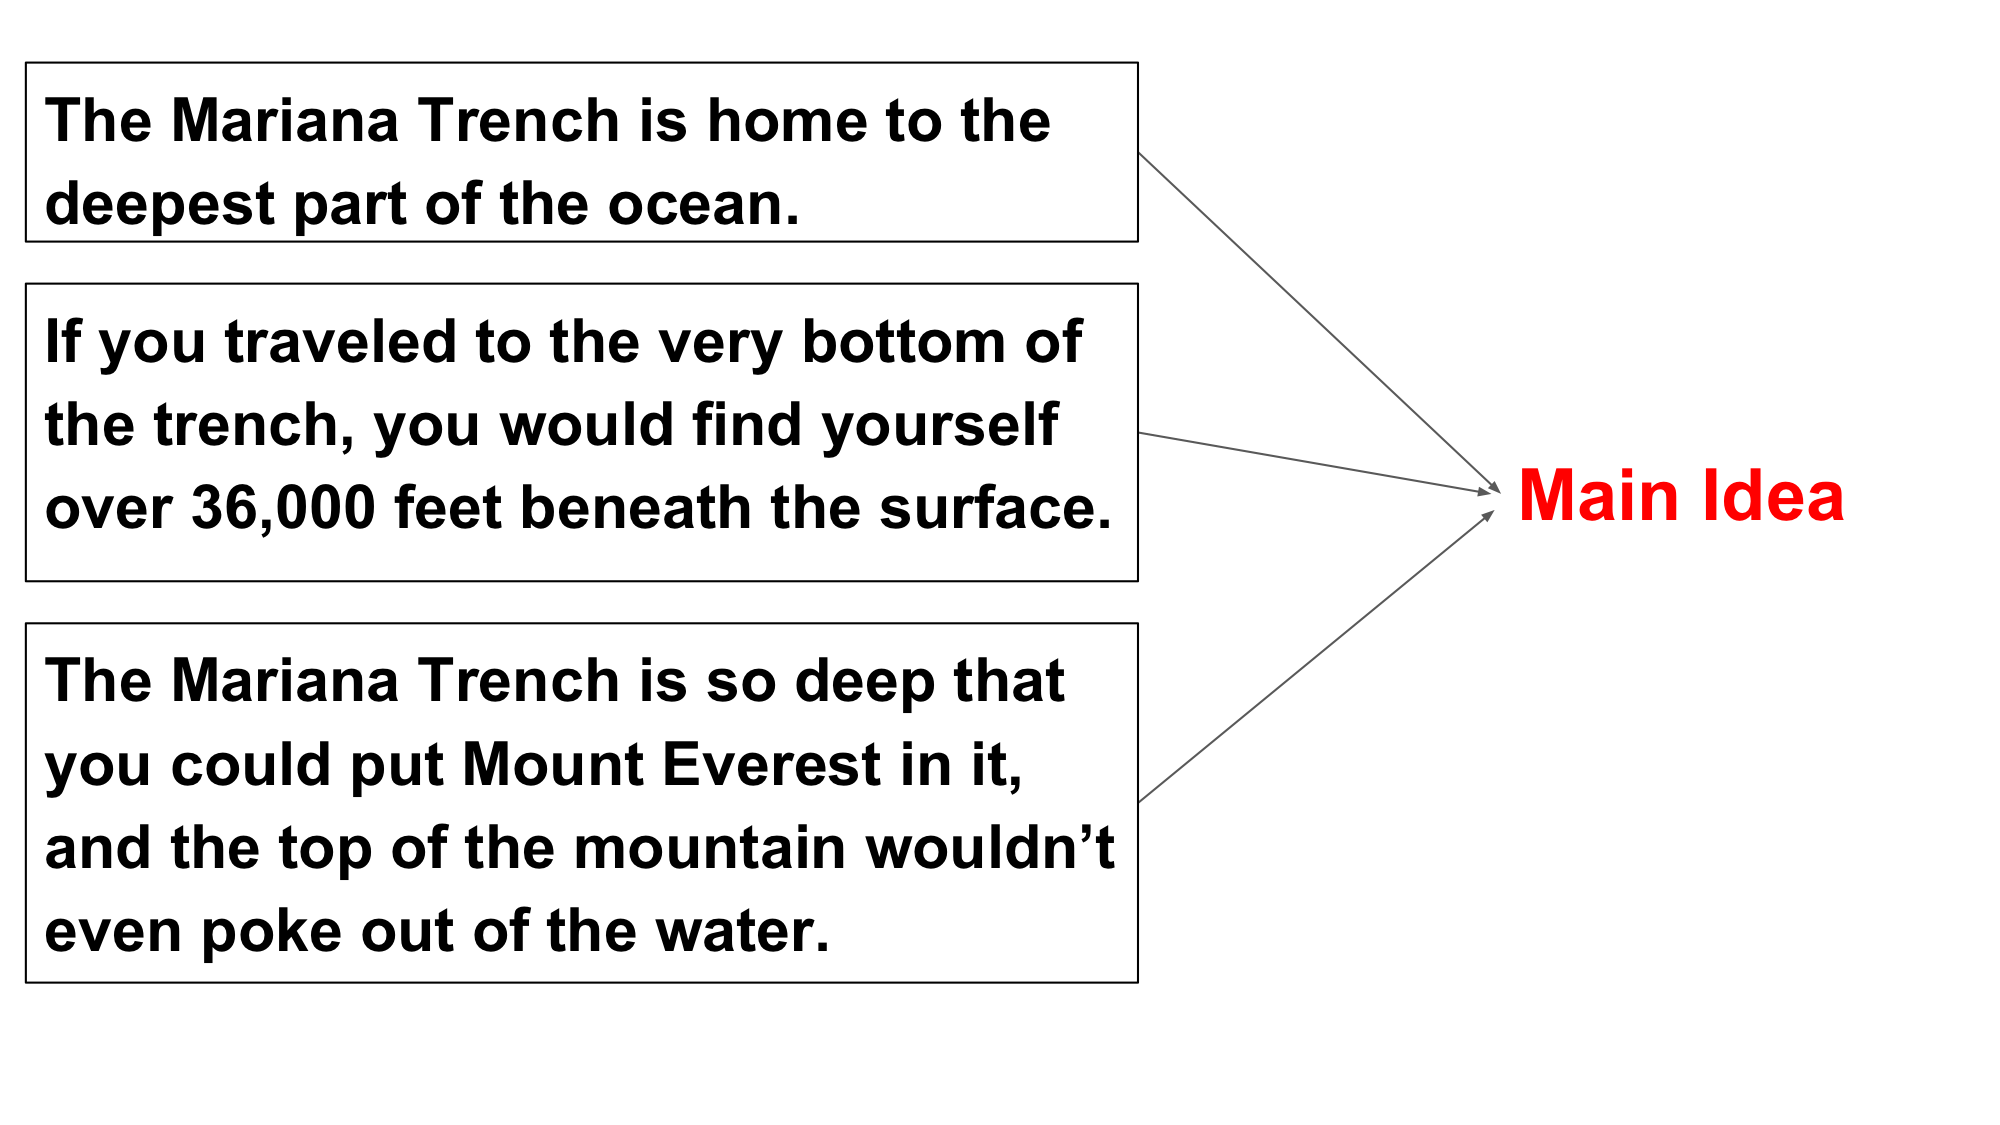 The Mariana Trench is home to the
deepest part of the ocean.
If you traveled to the very bottom of
the trench, you would find yourself
over 36,000 feet beneath the surface.
The Mariana Trench is so deep that
you could put Mount Everest in it,
and the top of the mountain wouldn’t
even poke out of the water.
Main Idea